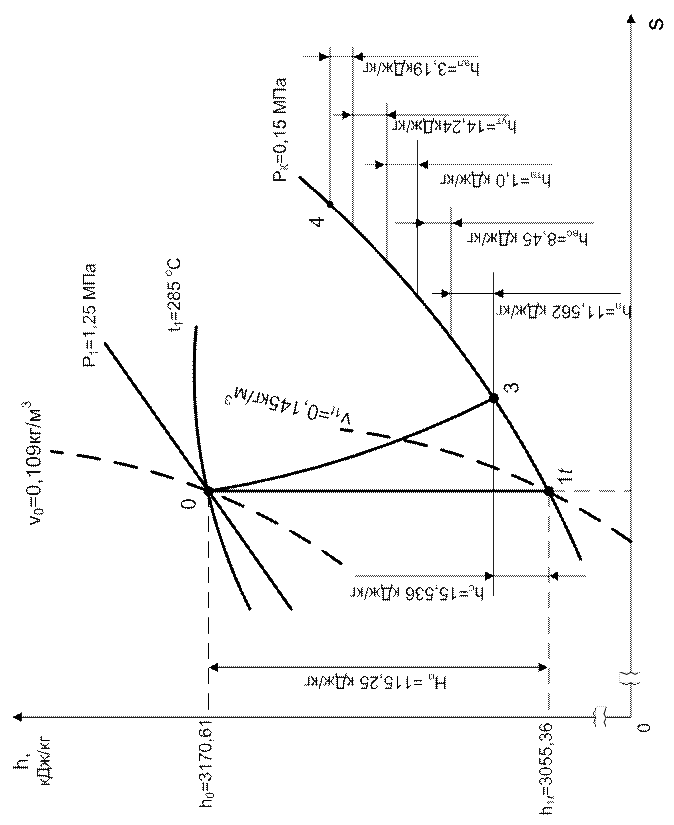 h,
кДж/кг
v₀=0,109кг/м³
P₁=1,25 МПа
t₁=285 °C
Pк=0,15 МПа
hвл=3,19кДж/кг
hут=14,24кДж/кг
hтр=1,0 кДж/кг
hвс=8,45 кДж/кг
hп=11,562 кДж/кг
4
0
v₁t=0,145кг/м³
3
1t
hс=15,536 кДж/кг
H₀=115,25 кДж/кг
h₀=3170,61
h₁t=3055,36
0
s